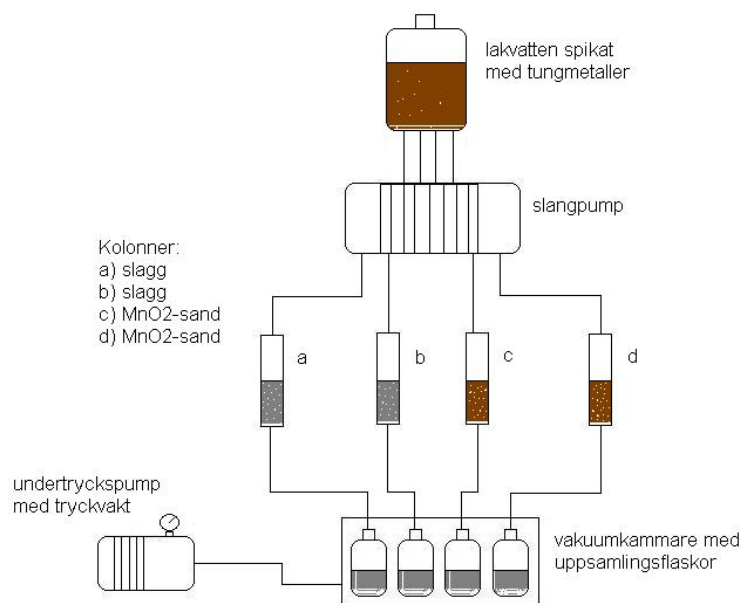 lakvatten spikat
med tungmetaller
slangpump
Kolonner:
a) slagg
b) slagg
c) MnO2-sand
d) MnO2-sand
a
b
c
d
undertryckspump
med tryckvakt
vakuumkammare med
uppsamlingsflaskor